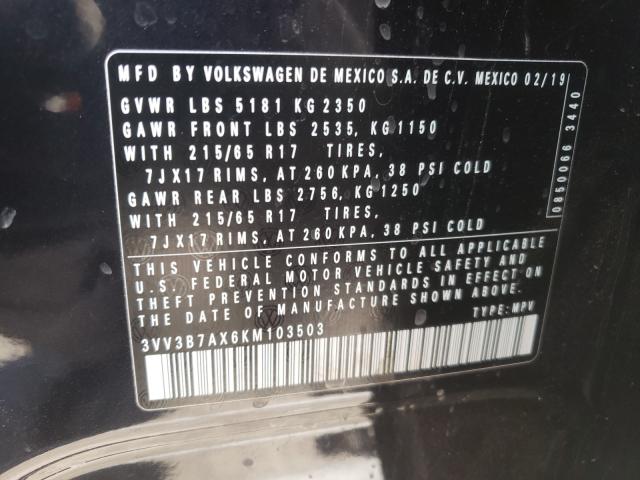 MFD BY VOLKSWAGEN DE MEXICO S.A. DE C.V. MEXICO 02/19
GVWR LBS 5181 KG 2350
GAWR FRONT LBS 2535, KG 1150
WITH 215/65 R17 TIRES,
7JX17 RIMS, AT 260 KPA, 38 PSI COLD
GAWR REAR LBS 2756, KG 1250
WITH 215/65 R17 TIRES,
7JX17 RIMS, AT 260 KPA, 38 PSI COLD
THIS VEHICLE CONFORMS TO ALL APPLICABLE
U.S. FEDERAL MOTOR VEHICLE SAFETY AND
THEFT PREVENTION STANDARDS IN EFFECT ON
THE DATE OF MANUFACTURE SHOWN ABOVE.
TYPE: MPV
3VV3B7AX6KM103503
0850066 3440